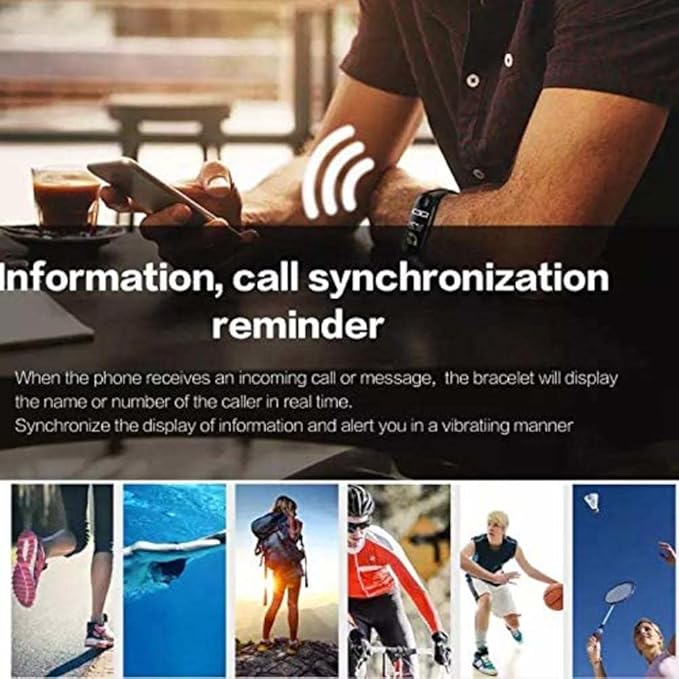 Information, call synchronization
reminder
When the phone receives an incoming call or message, the bracelet will display
the name or number of the caller in real time.
Synchronize the display of information and alert you in a vibratiing manner